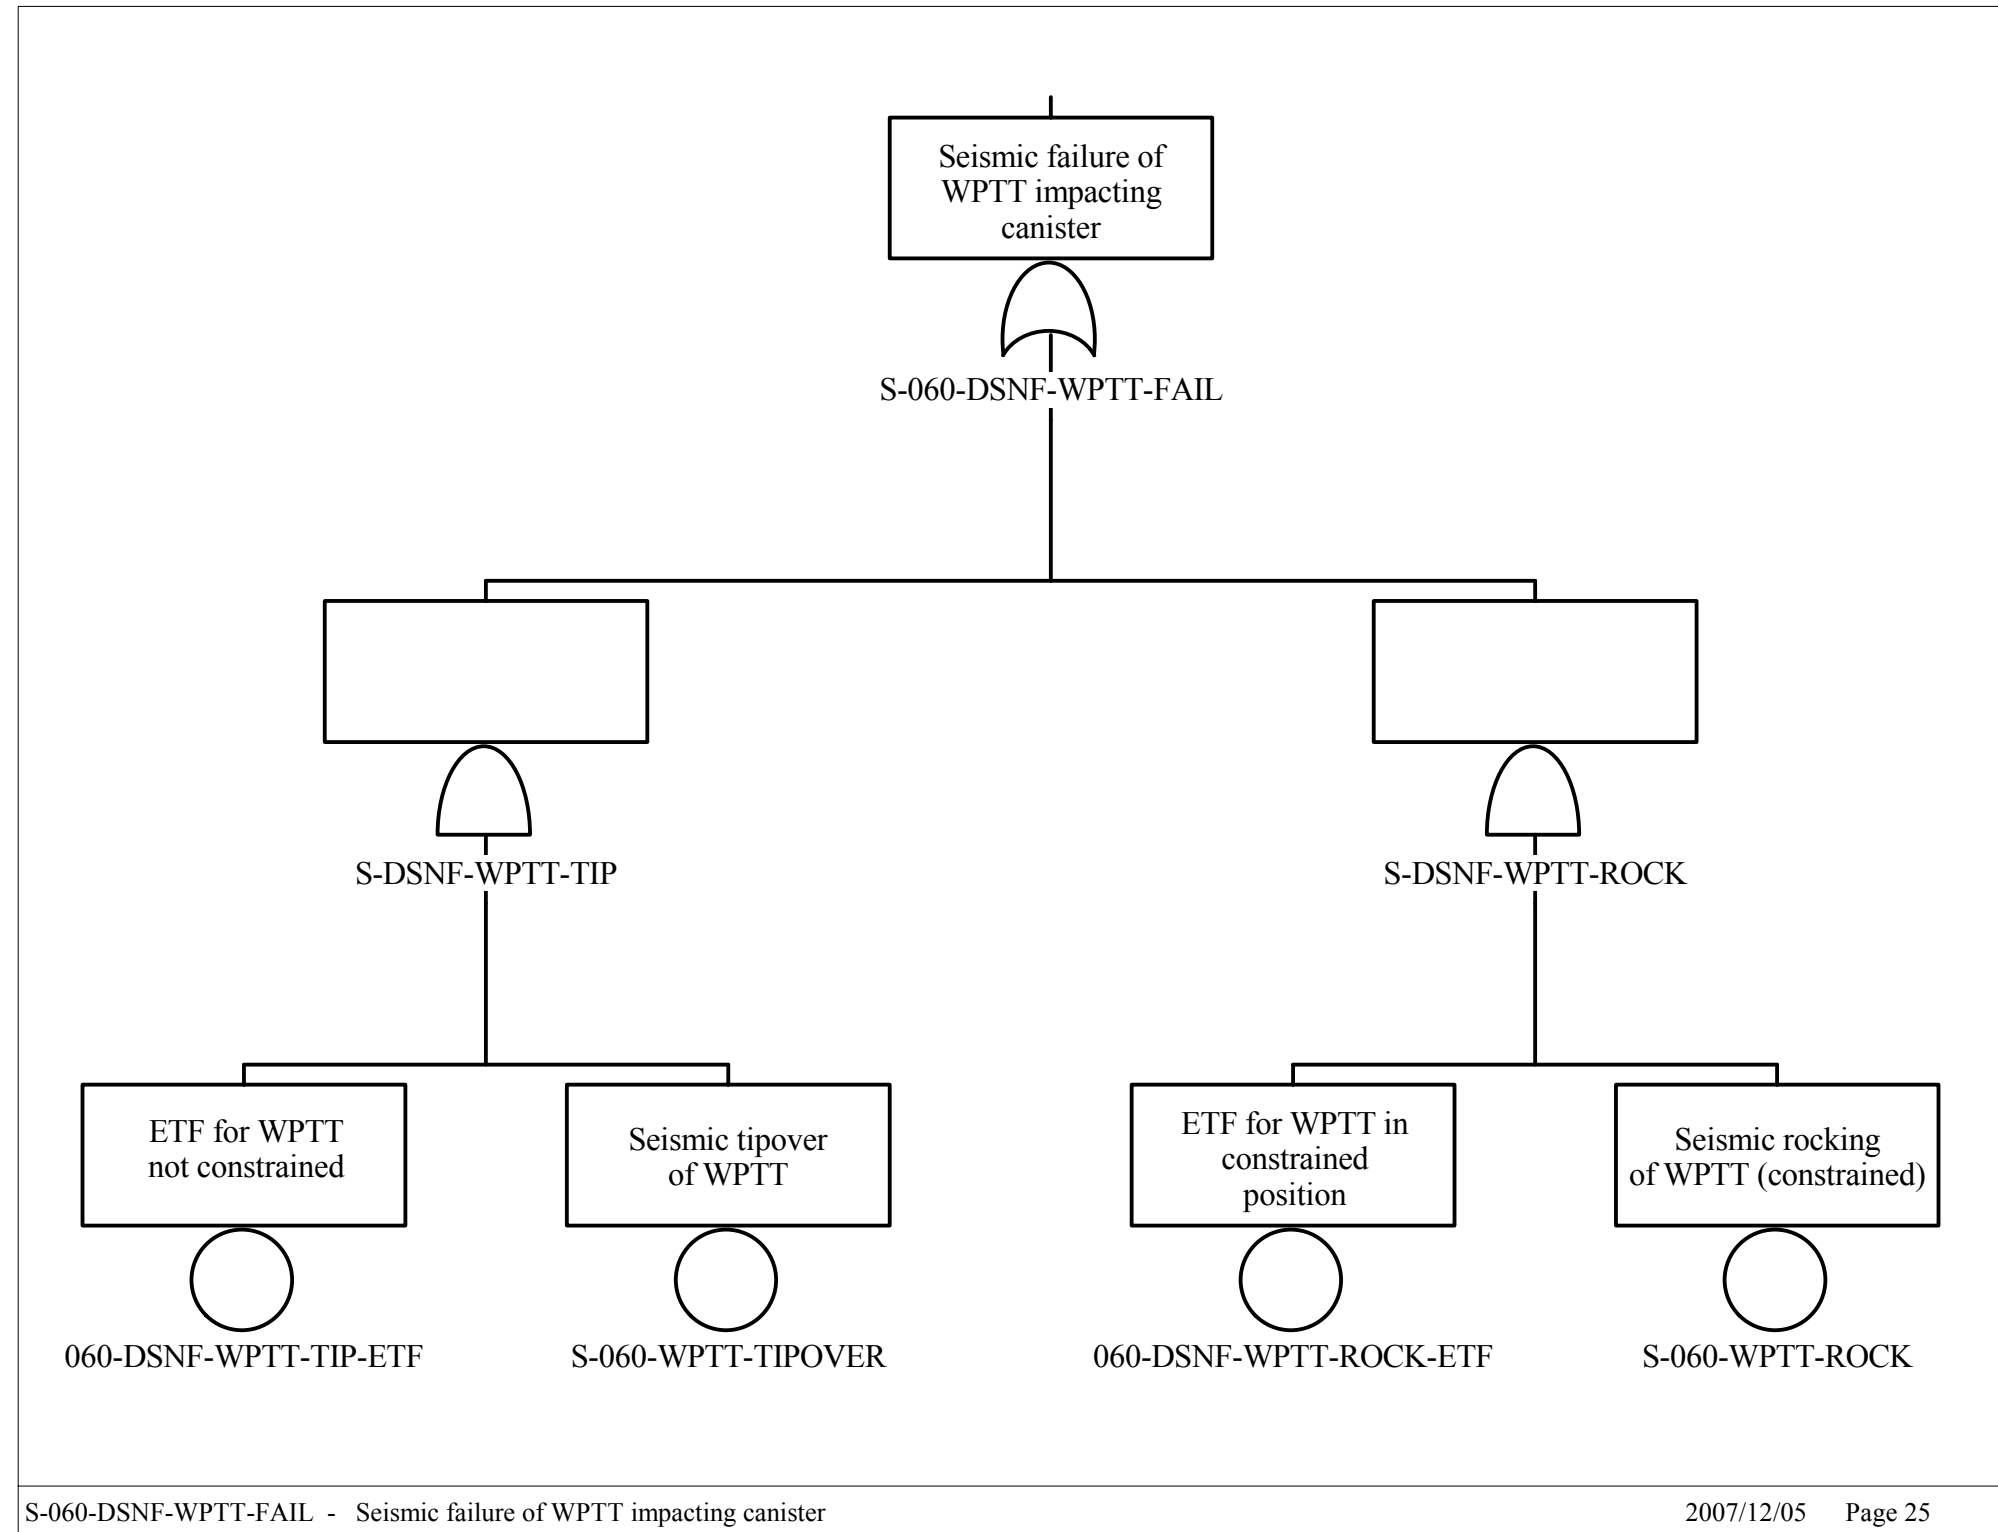 Seismic failure of
WPTT impacting
canister
S-060-DSNF-WPTT-FAIL
S-DSNF-WPTT-TIP
S-DSNF-WPTT-ROCK
ETF for WPTT
not constrained
Seismic tipover
of WPTT
ETF for WPTT in
constrained
position
Seismic rocking
of WPTT (constrained)
060-DSNF-WPTT-TIP-ETF
S-060-WPTT-TIPOVER
060-DSNF-WPTT-ROCK-ETF
S-060-WPTT-ROCK
S-060-DSNF-WPTT-FAIL - Seismic failure of WPTT impacting canister
2007/12/05 Page 25